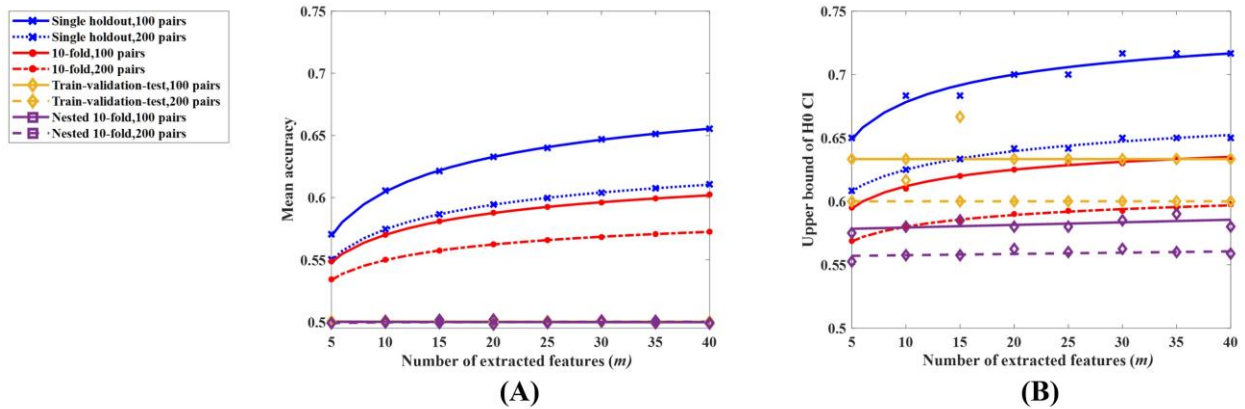 Single holdout,100 pairs
Single holdout,200 pairs
10-fold,100 pairs
10-fold,200 pairs
Train-validation-test,100 pairs
Train-validation-test,200 pairs
Nested 10-fold,100 pairs
Nested 10-fold,200 pairs
0.75
0.7
0.65
0.6
0.55
0.5
Mean accuracy
5 10 15 20 25 30 35 40
Number of extracted features (m)
(A)
0.75
0.7
0.65
0.6
0.55
0.5
Upper bound of H0 CI
5 10 15 20 25 30 35 40
Number of extracted features (m)
(B)